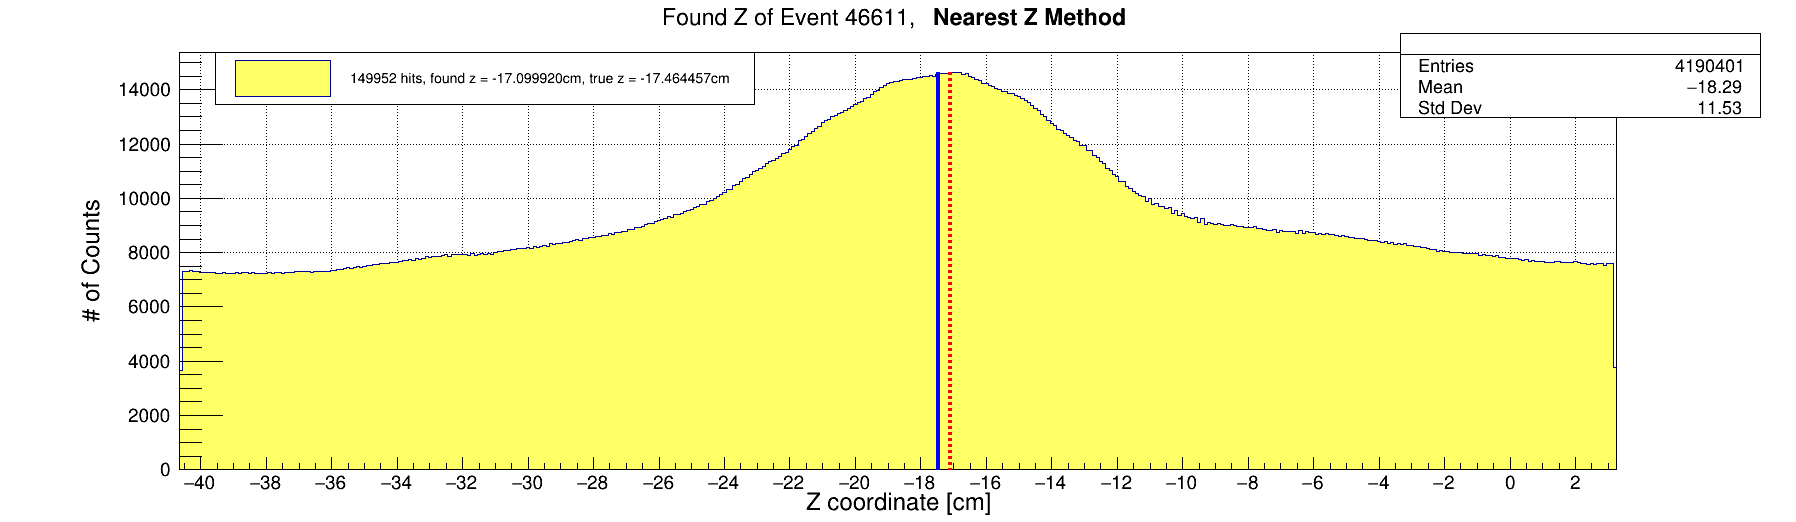 Found Z of Event 46611, Nearest Z Method
149952 hits, found z = -17.099920cm, true z = -17.464457cm
Entries 4190401
Mean −18.29
Std Dev 11.53
# of Counts
14000
12000
10000
8000
6000
4000
2000
0
−40 −38 −36 −34 −32 −30 −28 −26 −24 −22 −20 −18 −16 −14 −12 −10 −8 −6 −4 −2 0 2
Z coordinate [cm]